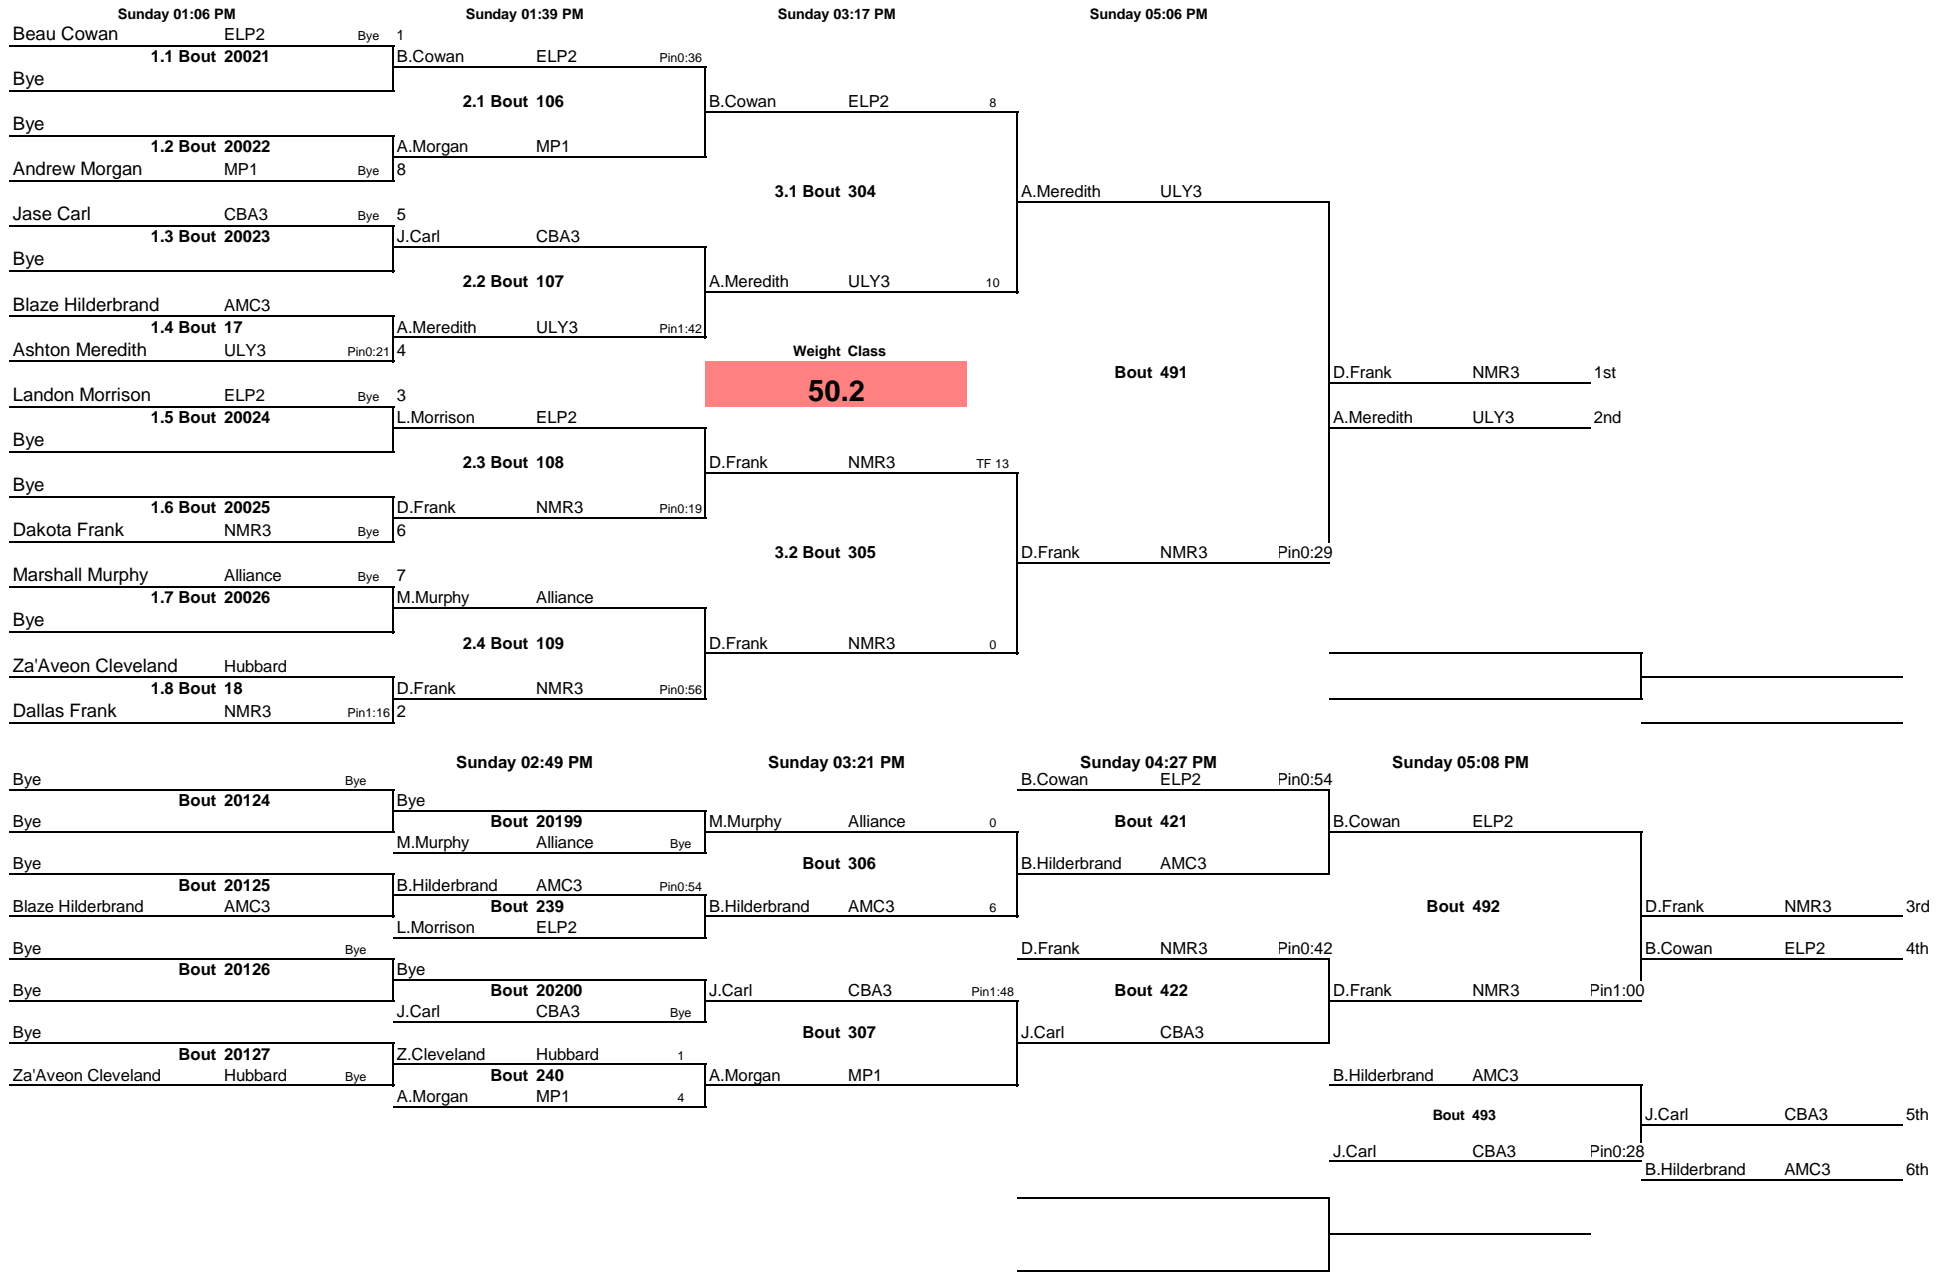 Sunday 01:06 PM Sunday 01:39 PM Sunday 03:17 PM Sunday 05:06 PM
Beau Cowan ELP2 Bye 1
1.1 Bout 20021 B.Cowan ELP2 Pin0:36
Bye
2.1 Bout 106 B.Cowan ELP2 8
Bye
1.2 Bout 20022 A.Morgan MP1
Andrew Morgan MP1 Bye 8
3.1 Bout 304 A.Meredith ULY3
Jase Carl CBA3 Bye 5
1.3 Bout 20023 J.Carl CBA3
Bye
2.2 Bout 107 A.Meredith ULY3 10
Blaze Hilderbrand AMC3
1.4 Bout 17 A.Meredith ULY3 Pin1:42
Ashton Meredith ULY3 Pin0:21 4 Weight Class
Bout 491 D.Frank NMR3 1st
Landon Morrison ELP2 Bye 3 50.2
1.5 Bout 20024 L.Morrison ELP2 A.Meredith ULY3 2nd
Bye
2.3 Bout 108 D.Frank NMR3 TF 13
Bye
1.6 Bout 20025 D.Frank NMR3 Pin0:19
Dakota Frank NMR3 Bye 6
3.2 Bout 305 D.Frank NMR3 Pin0:29
Marshall Murphy Alliance Bye 7
1.7 Bout 20026 M.Murphy Alliance
Bye
2.4 Bout 109 D.Frank NMR3 0
Za'Aveon Cleveland Hubbard
1.8 Bout 18 D.Frank NMR3 Pin0:56
Dallas Frank NMR3 Pin1:16 2
Sunday 02:49 PM Sunday 03:21 PM Sunday 04:27 PM Sunday 05:08 PM
Bye Bye B.Cowan ELP2 Pin0:54
Bout 20124 Bye
Bye Bout 20199 M.Murphy Alliance 0 Bout 421 B.Cowan ELP2
M.Murphy Alliance Bye
Bye Bout 306 B.Hilderbrand AMC3
Bout 20125 B.Hilderbrand AMC3 Pin0:54
Blaze Hilderbrand AMC3 Bout 239 B.Hilderbrand AMC3 6 Bout 492 D.Frank NMR3 3rd
L.Morrison ELP2
Bye Bye D.Frank NMR3 Pin0:42 B.Cowan ELP2 4th
Bout 20126 Bye
Bye Bout 20200 J.Carl CBA3 Pin1:48 Bout 422 D.Frank NMR3 Pin1:00
J.Carl CBA3 Bye
Bye Bout 307 J.Carl CBA3
Bout 20127 Z.Cleveland Hubbard 1
Za'Aveon Cleveland Hubbard Bye Bout 240 A.Morgan MP1 B.Hilderbrand AMC3
A.Morgan MP1 4
Bout 493 J.Carl CBA3 5th
J.Carl CBA3 Pin0:28
B.Hilderbrand AMC3 6th